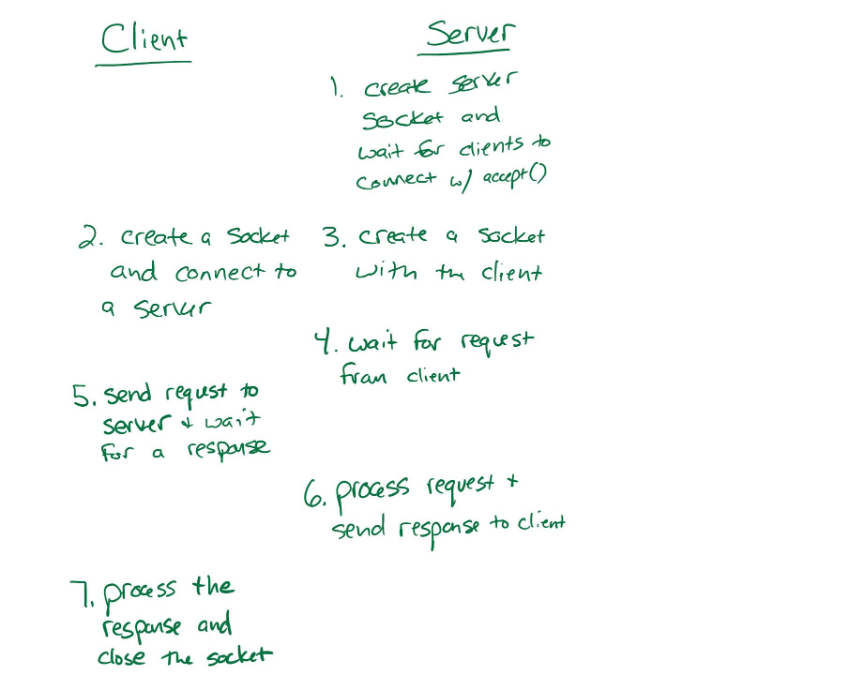 Client
Server
1. create server
socket and
wait for clients to
connect w/ accept()
2. create a socket
and connect to
a server
3. create a socket
with the client
4. wait for request
from client
5. send request to
server + wait
for a response
6. process request +
send response to client
7. process the
response and
close the socket